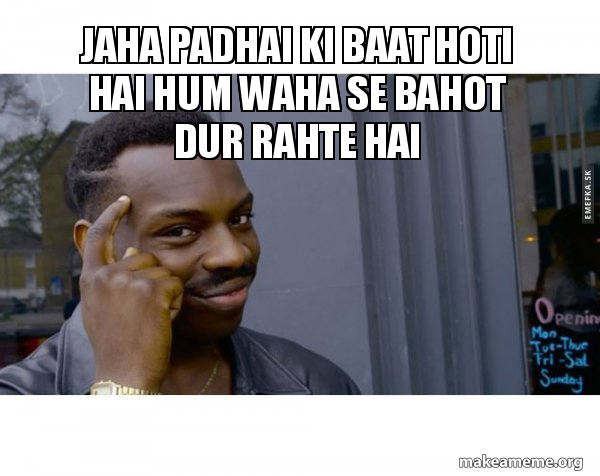 JAHA PADHAI KI BAAT HOTI
HAI HUM WAHA SE BAHOT
DUR RAHTE HAI
EMEFKA.SK
Openin
Mon
Tue-Thur
Fri-Sat
Sunday
makeameme.org